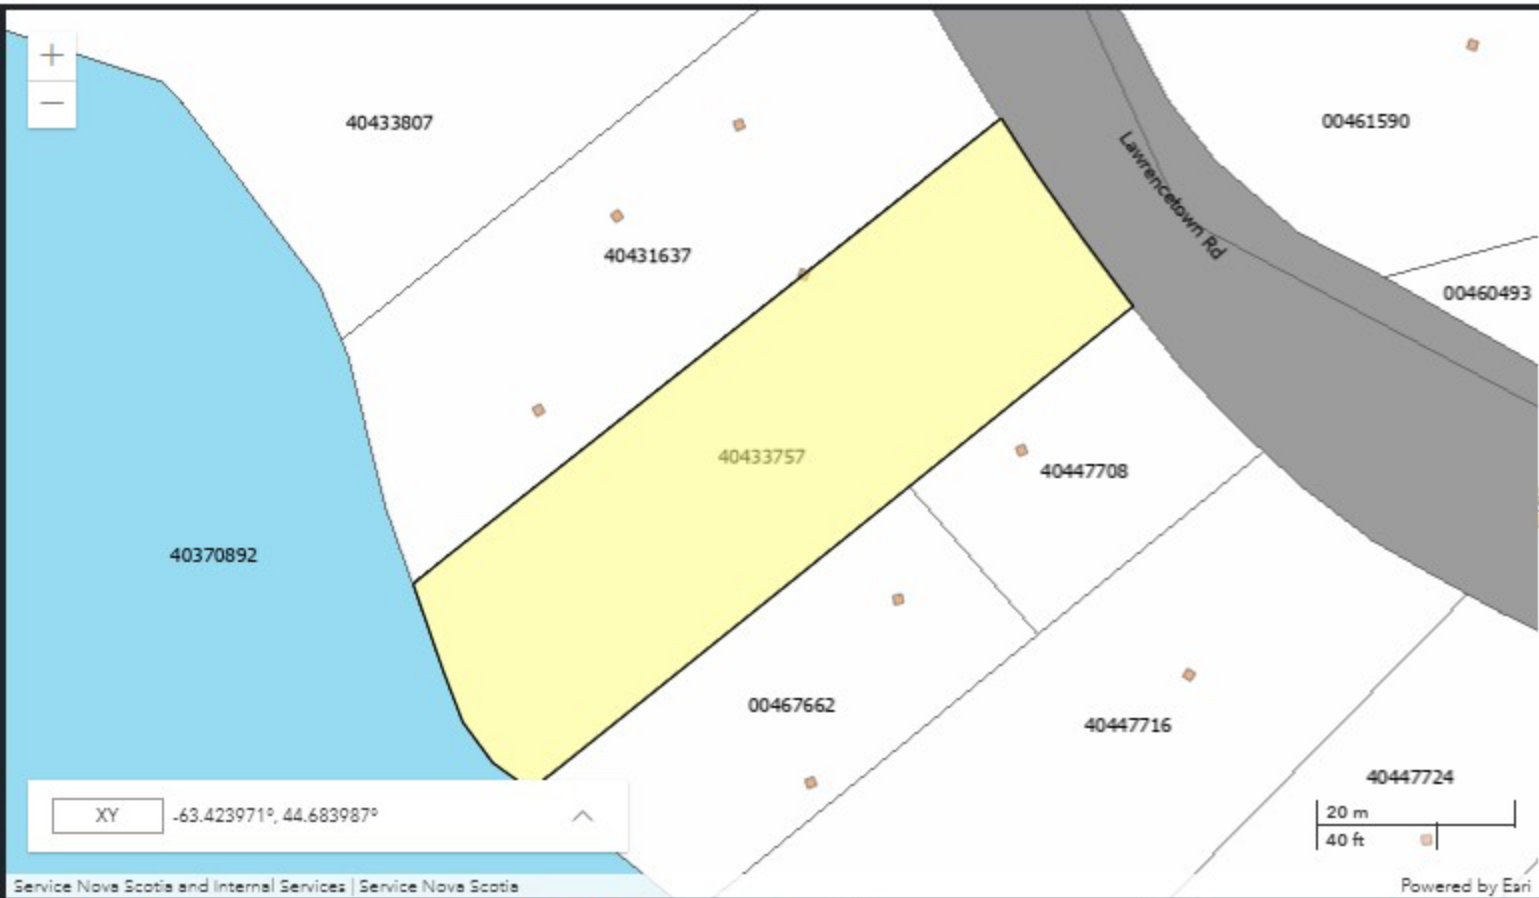 +
40433807
00461590
Lawrencetown Rd
40431637
00460493
40433757
40447708
40370892
00467662
40447716
40447724
XY
-63.423971°, 44.683987°
20 m
40 ft
Service Nova Scotia and Internal Services | Service Nova Scotia
Powered by Esri